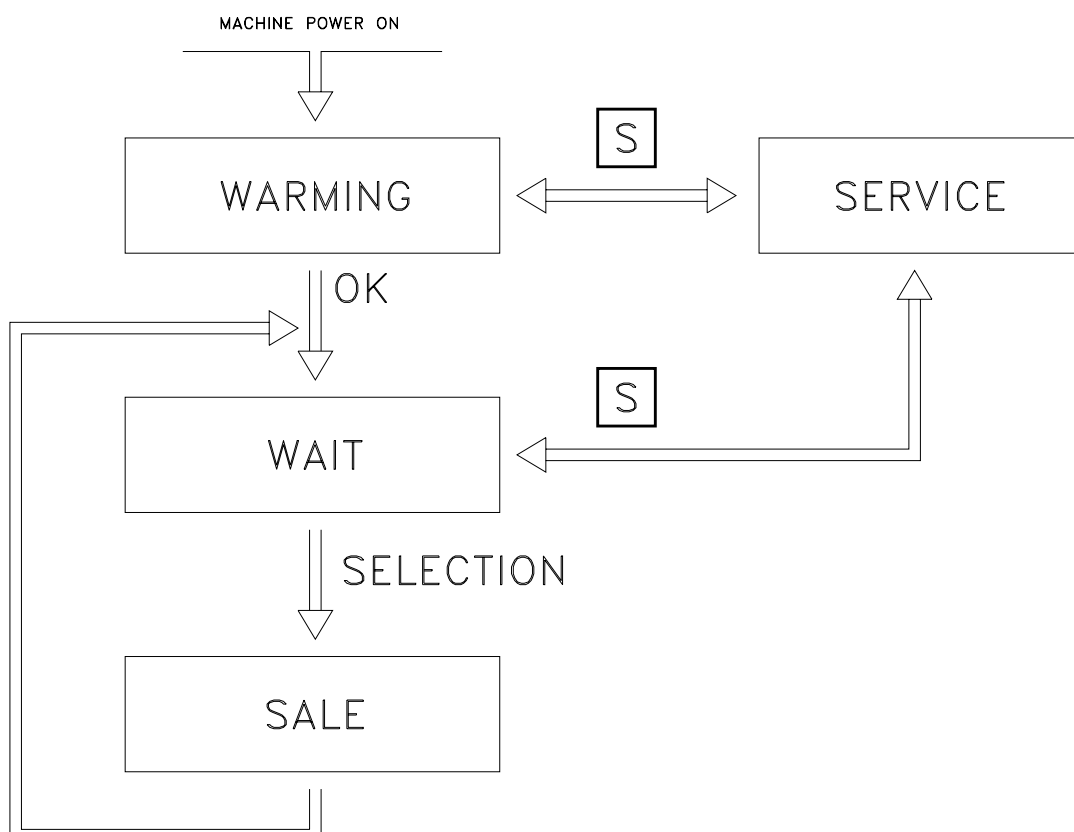 MACHINE POWER ON
S
WARMING
SERVICE
OK
S
WAIT
SELECTION
SALE